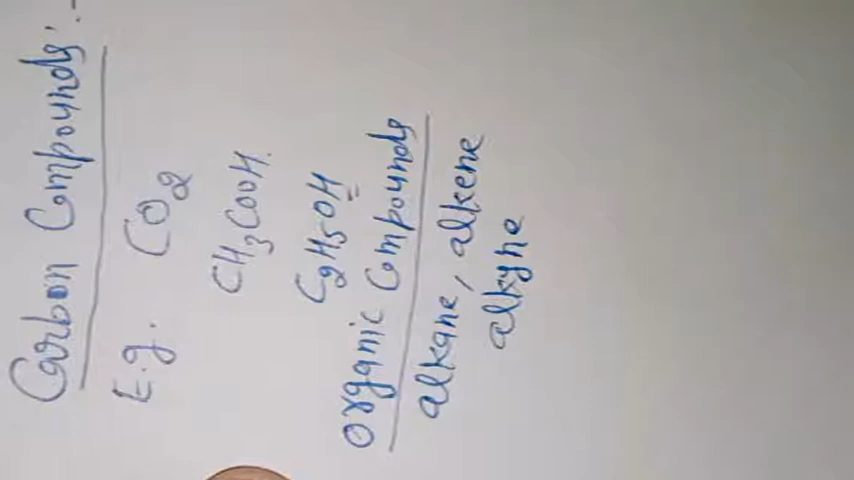 Carbon Compounds:-
E.g. CO2
CH3COOH.
C2H5OH
Organic Compounds
alkane, alkene
alkyne